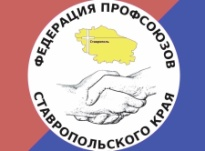 ФЕДЕРАЦИЯ ПРОФСОЮЗОВ
Ставрополь
СТАВРОПОЛЬСКОГО КРАЯ